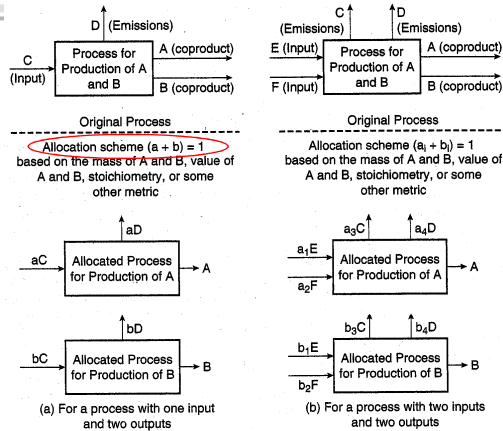 D
(Emissions)
C
(Input)
Process for
Production of A
and B
A (coproduct)
B (coproduct)
Original Process
Allocation scheme (a + b) = 1
based on the mass of A and B, value of
A and B, stoichiometry, or some
other metric
aD
aC
Allocated Process
for Production of A
A
bD
bC
Allocated Process
for Production of B
B
(a) For a process with one input
and two outputs
C
(Emissions)
D
(Emissions)
E (Input)
F (Input)
Process for
Production of A
and B
A (coproduct)
B (coproduct)
Original Process
Allocation scheme (aᵢ + bᵢ) = 1
based on the mass of A and B, value of
A and B, stoichiometry, or some
other metric
a₃C
a₄D
a₁E
a₂F
Allocated Process
for Production of A
A
b₃C
b₄D
b₁E
b₂F
Allocated Process
for Production of B
B
(b) For a process with two inputs
and two outputs